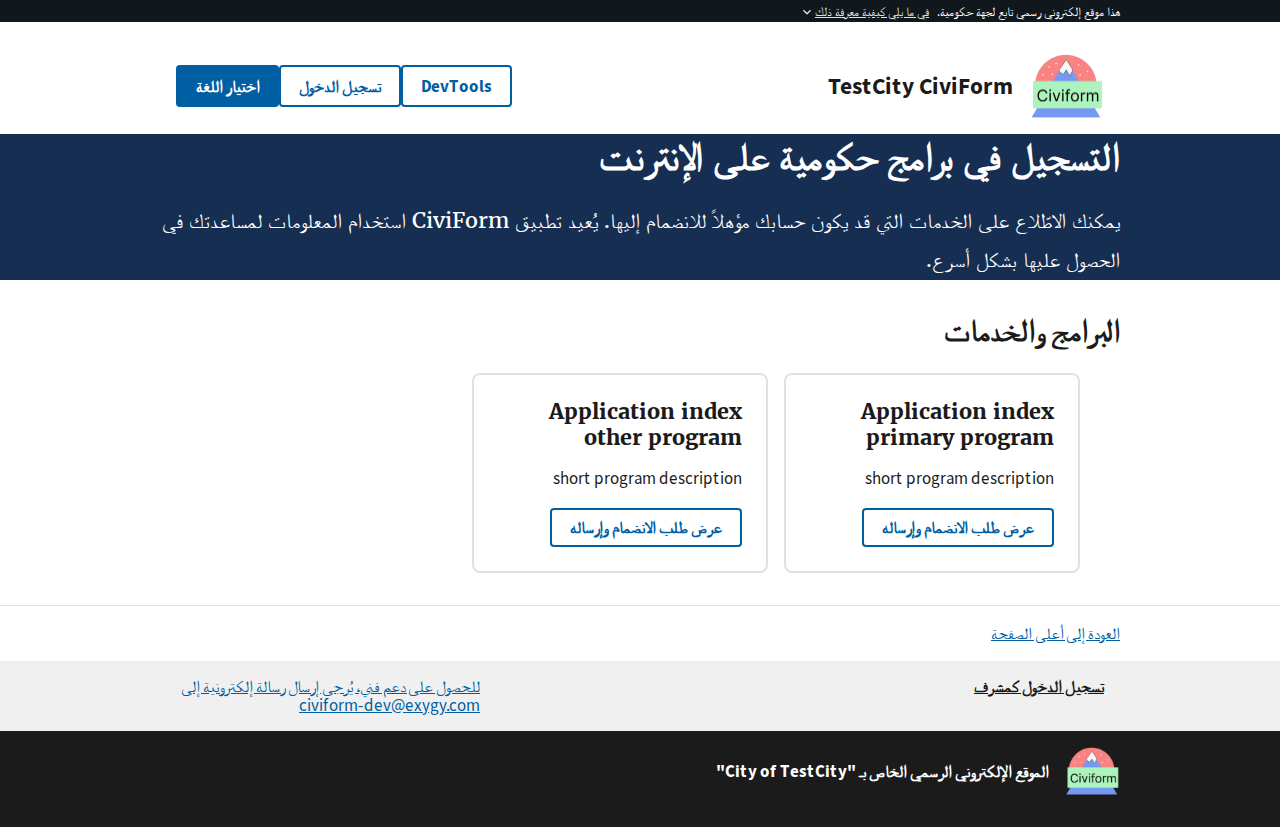 هذا موقع إلكتروني رسمي تابع لجهة حكومية. في ما يلي كيفية معرفة ذلك
Civiform
TestCity CiviForm
DevTools
تسجيل الدخول
اختيار اللغة
التسجيل في برامج حكومية على الإنترنت
يمكنك الاطّلاع على الخدمات التي قد يكون حسابك مؤهلاً للانضمام إليها. يُعيد تطبيق CiviForm استخدام المعلومات لمساعدتك في
الحصول عليها بشكل أسرع.
البرامج والخدمات
Application index
primary program
short program description
عرض طلب الانضمام وإرساله
Application index
other program
short program description
عرض طلب الانضمام وإرساله
العودة إلى أعلى الصفحة
تسجيل الدخول كمشرف
للحصول على دعم فني، يُرجى إرسال رسالة إلكترونية إلى
civiform-dev@exygy.com
Civiform
الموقع الإلكتروني الرسمي الخاص بـ "City of TestCity"